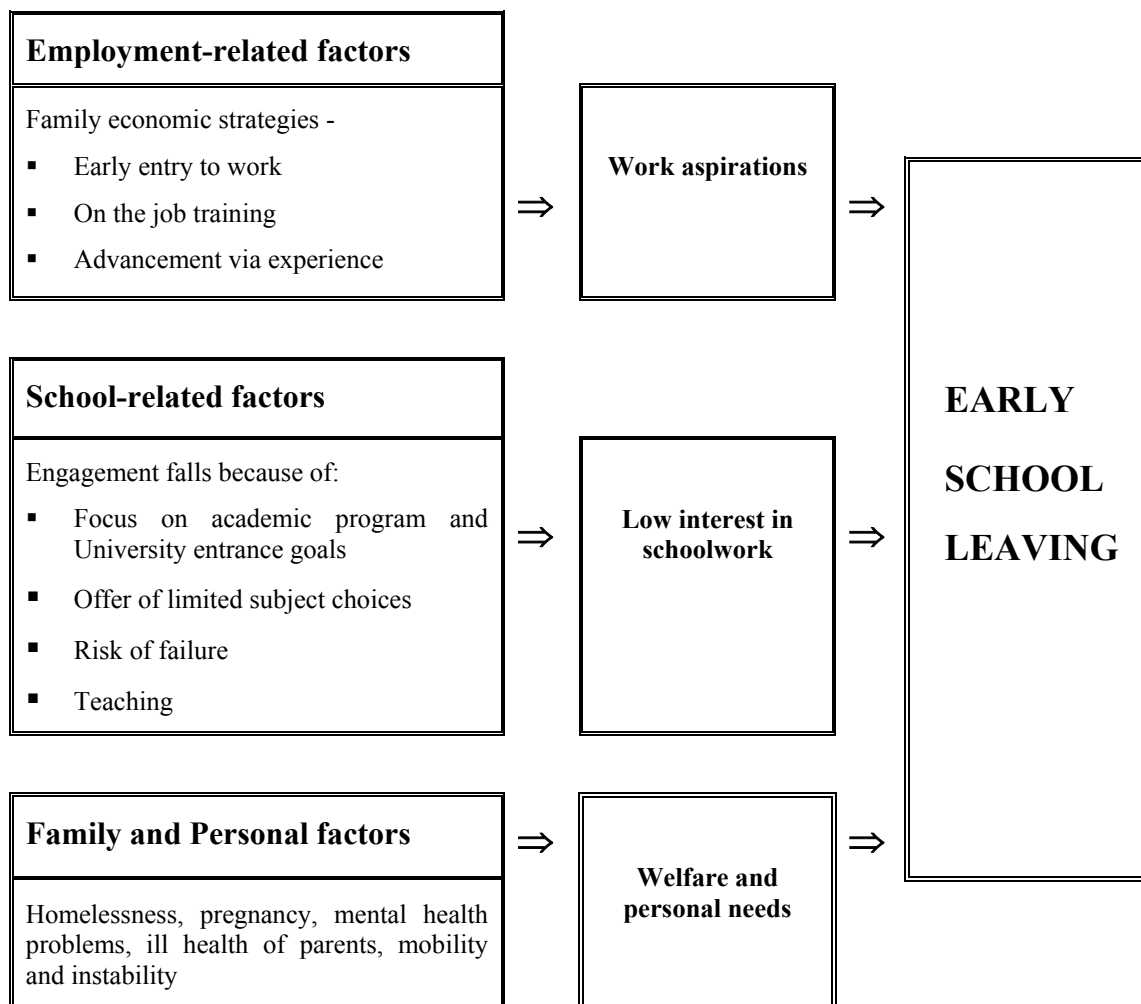 Employment-related factors
Family economic strategies -
▪ Early entry to work
▪ On the job training
▪ Advancement via experience
⇒
Work aspirations
⇒
School-related factors
Engagement falls because of:
▪ Focus on academic program and
University entrance goals
▪ Offer of limited subject choices
▪ Risk of failure
▪ Teaching
⇒
Low interest in
schoolwork
⇒
Family and Personal factors
Homelessness, pregnancy, mental health
problems, ill health of parents, mobility
and instability
⇒
Welfare and
personal needs
⇒
EARLY
SCHOOL
LEAVING